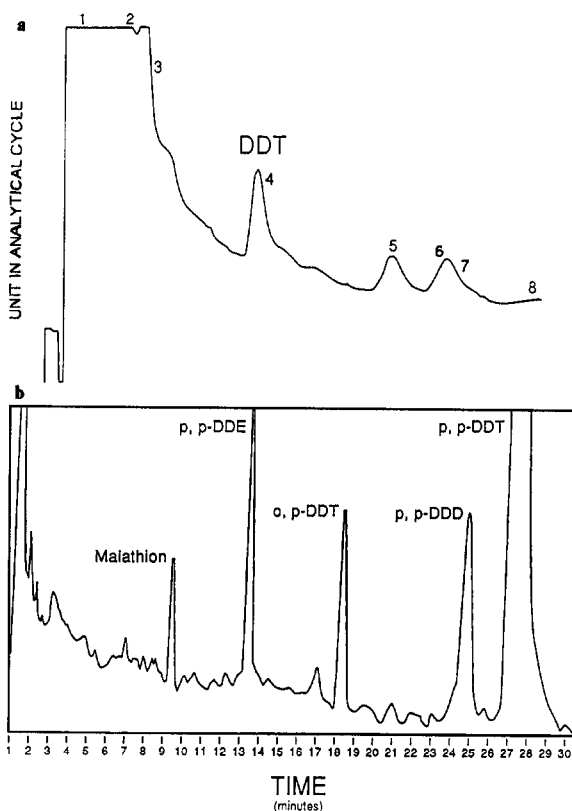 a
1 2
3
DDT
4
5 6 7
8
UNIT IN ANALYTICAL CYCLE
b
p, p-DDE
p, p-DDT
o, p-DDT
p, p-DDD
Malathion
1 2 3 4 5 6 7 8 9 10 11 12 13 14 15 16 17 18 19 20 21 22 23 24 25 26 27 28 29 30
TIME
(minutes)